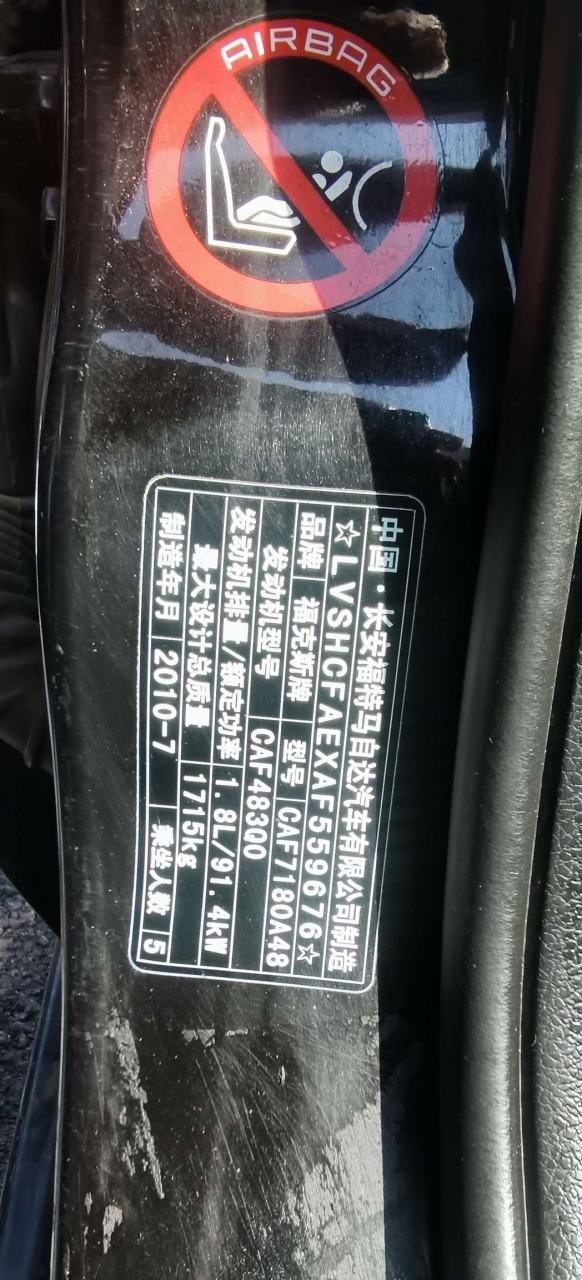 AIRBAG
中国·长安福特马自达汽车有限公司制造
☆LVSHCFAEXAF559676☆
品牌 福克斯牌 型号 CAF7180A48
发动机型号 CAF483Q0
发动机排量/额定功率 1.8L/91.4kW
最大设计总质量 1715kg
制造年月 2010-7 乘坐人数 5